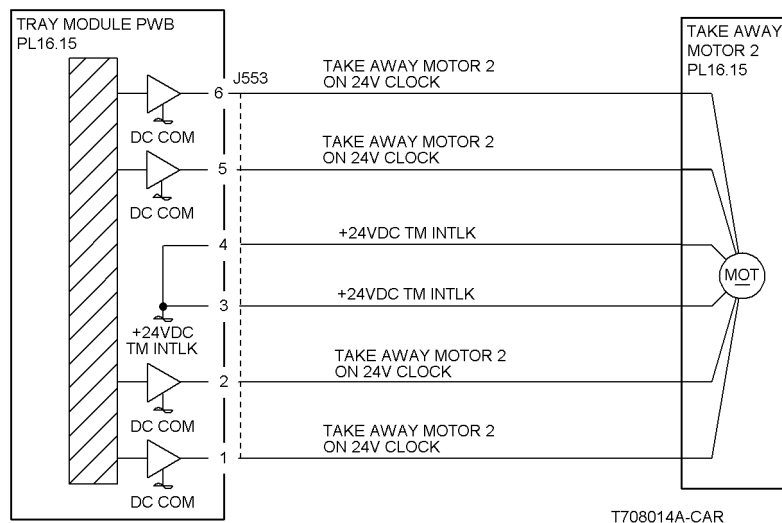 TRAY MODULE PWB
PL16.15
J553
TAKE AWAY
MOTOR 2
PL16.15
6
TAKE AWAY MOTOR 2
ON 24V CLOCK
DC COM
5
TAKE AWAY MOTOR 2
ON 24V CLOCK
DC COM
4
+24VDC TM INTLK
MOT
3
+24VDC TM INTLK
+24VDC
TM INTLK
2
TAKE AWAY MOTOR 2
ON 24V CLOCK
DC COM
1
TAKE AWAY MOTOR 2
ON 24V CLOCK
DC COM
T708014A-CAR